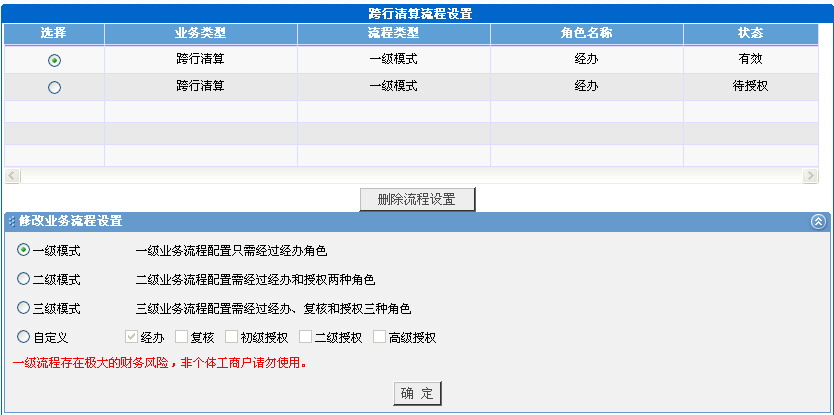 跨行清算流程设置
选择 业务类型 流程类型 角色名称 状态
跨行清算 一级模式 经办 有效
跨行清算 一级模式 经办 待授权
删除流程设置
修改业务流程设置
一级模式 一级业务流程配置只需经过经办角色
二级模式 二级业务流程配置需经过经办和授权两种角色
三级模式 三级业务流程配置需经过经办、复核和授权三种角色
自定义 经办 复核 初级授权 二级授权 高级授权
一级流程存在极大的财务风险，非个体工商户请勿使用。
确 定